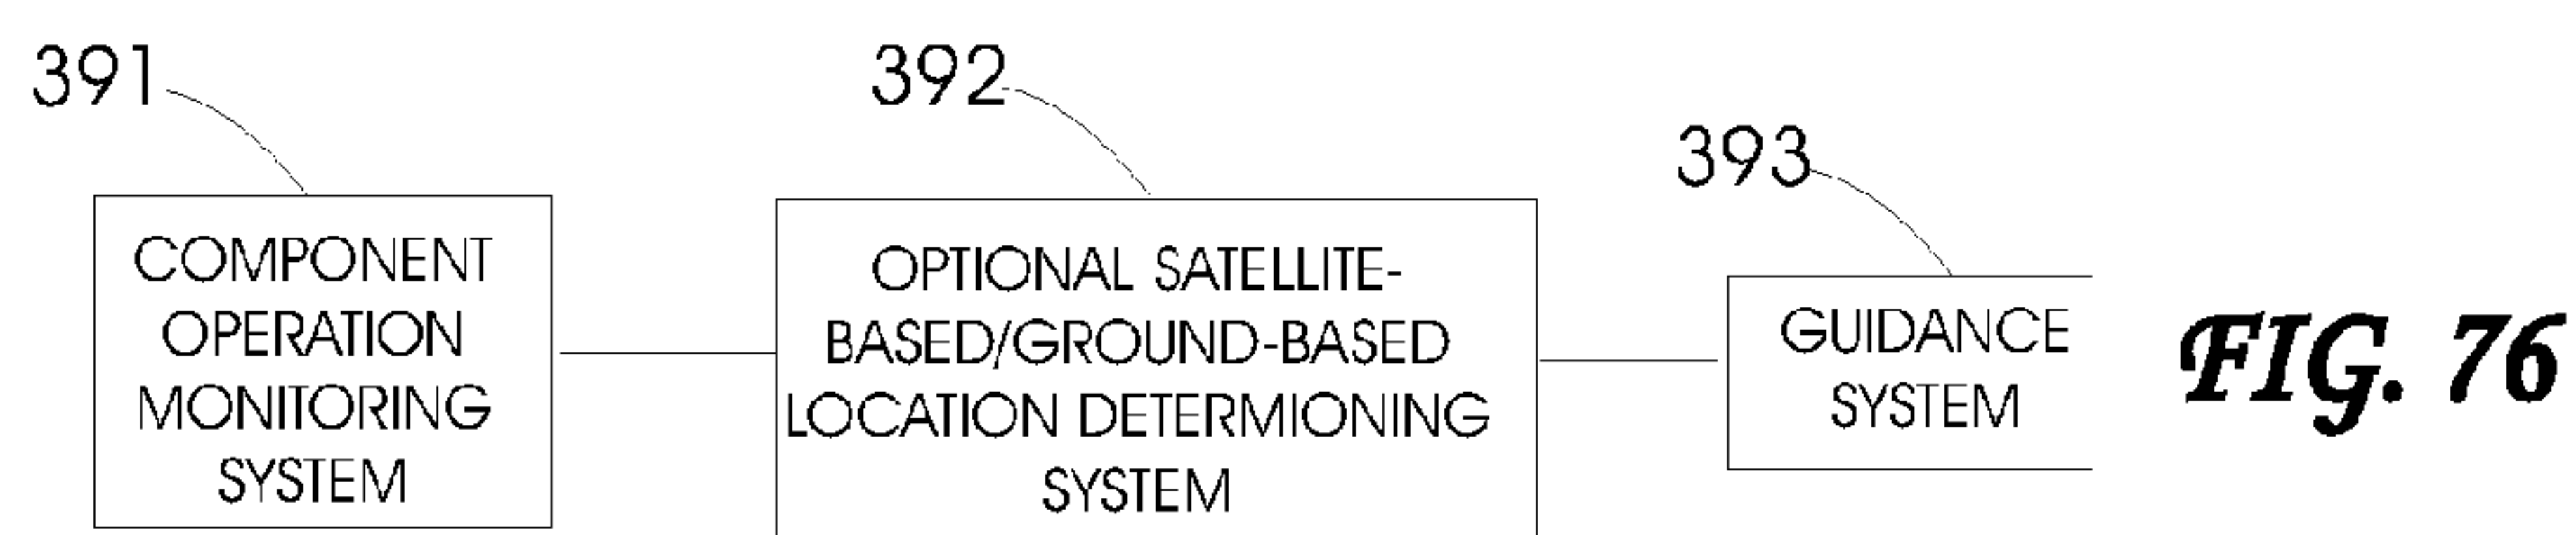 391
392
393
COMPONENT
OPERATION
MONITORING
SYSTEM
OPTIONAL SATELLITE-
BASED/GROUND-BASED
LOCATION DETERMIONING
SYSTEM
GUIDANCE
SYSTEM
FIG. 76